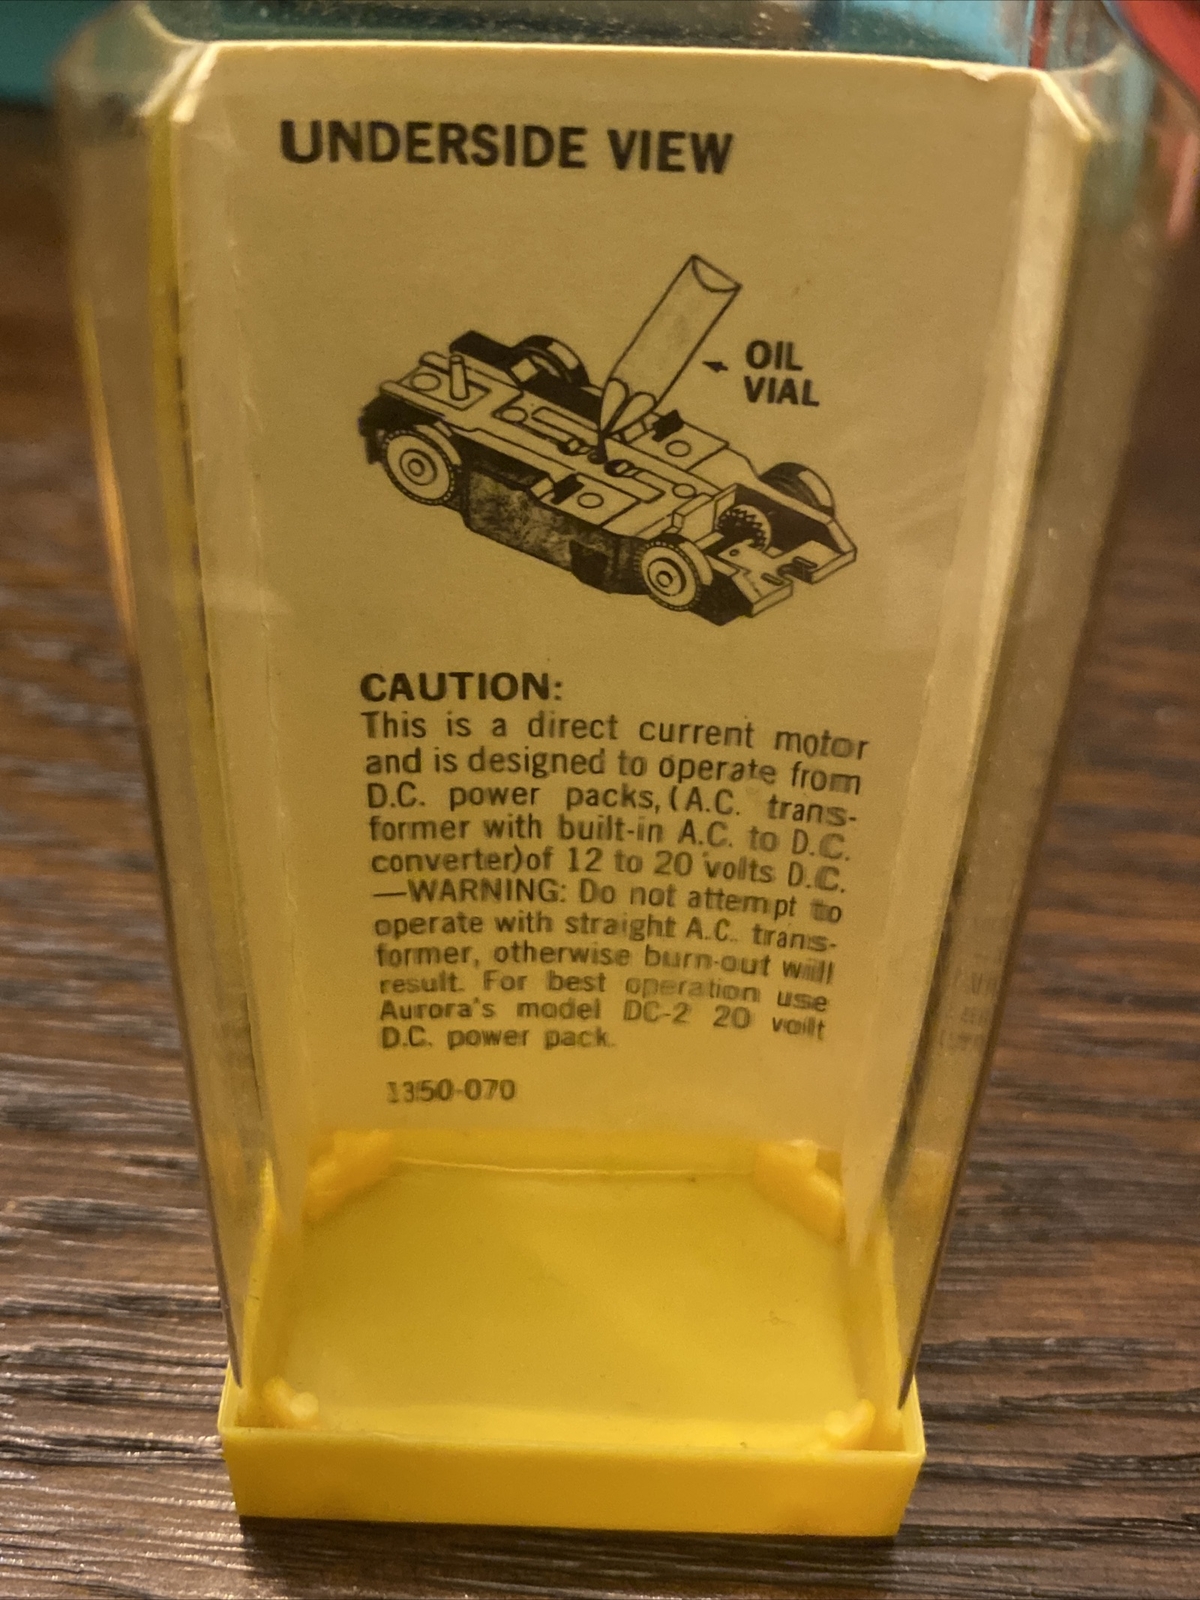 UNDERSIDE VIEW
OIL
VIAL
CAUTION:
This is a direct current motor
and is designed to operate from
D.C. power packs, (A.C. trans-
former with built-in A.C. to D.C.
converter)of 12 to 20 volts D.C.
—WARNING: Do not attempt to
operate with straight A.C. trans-
former, otherwise burn-out will
result. For best operation use
Aurora's model DC-2 20 volt
D.C. power pack.
1350-070